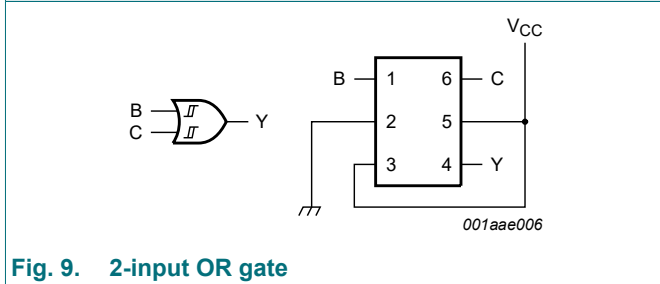 VCC
B 1 6 C
B
C
Y
2 5
3 4 Y
001aae006
Fig. 9. 2-input OR gate